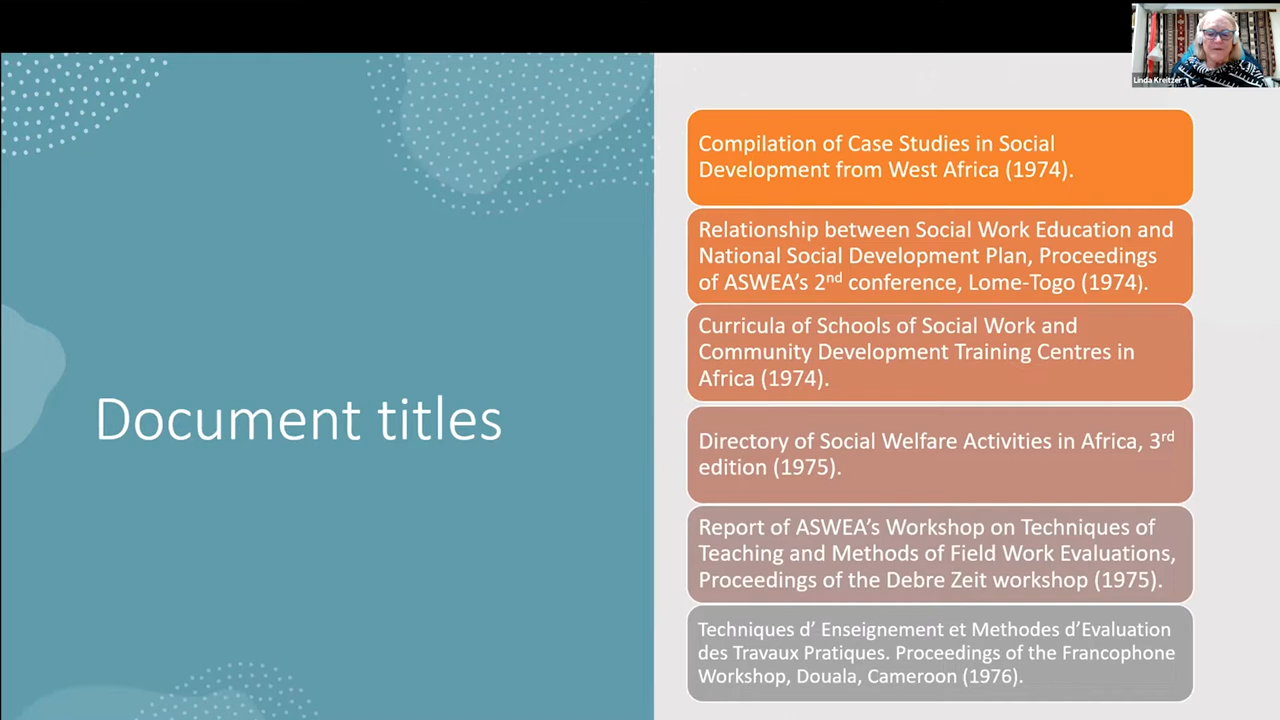 Linda Kreitzer
Document titles
Compilation of Case Studies in Social
Development from West Africa (1974).
Relationship between Social Work Education and
National Social Development Plan, Proceedings
of ASWEA’s 2nd conference, Lome-Togo (1974).
Curricula of Schools of Social Work and
Community Development Training Centres in
Africa (1974).
Directory of Social Welfare Activities in Africa, 3rd
edition (1975).
Report of ASWEA’s Workshop on Techniques of
Teaching and Methods of Field Work Evaluations,
Proceedings of the Debre Zeit workshop (1975).
Techniques d’ Enseignement et Methodes d’Evaluation
des Travaux Pratiques. Proceedings of the Francophone
Workshop, Douala, Cameroon (1976).